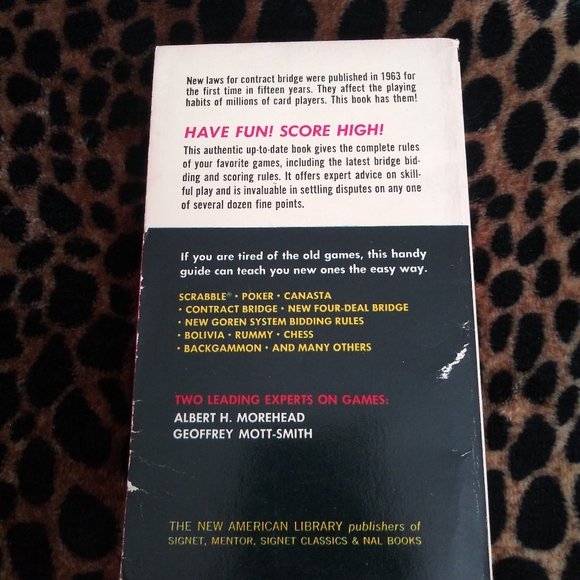 New laws for contract bridge were published in 1963 for
the first time in fifteen years. They affect the playing
habits of millions of card players. This book has them!
HAVE FUN! SCORE HIGH!
This authentic up-to-date book gives the complete rules
of your favorite games, including the latest bridge bid-
ding and scoring rules. It offers expert advice on skill-
ful play and is invaluable in settling disputes on any one
of several dozen fine points.
If you are tired of the old games, this handy
guide can teach you new ones the easy way.
SCRABBLE® • POKER • CANASTA
• CONTRACT BRIDGE • NEW FOUR-DEAL BRIDGE
• NEW GOREN SYSTEM BIDDING RULES
• BOLIVIA • RUMMY • CHESS
• BACKGAMMON • AND MANY OTHERS
TWO LEADING EXPERTS ON GAMES:
ALBERT H. MOREHEAD
GEOFFREY MOTT-SMITH
THE NEW AMERICAN LIBRARY publishers of
SIGNET, MENTOR, SIGNET CLASSICS & NAL BOOKS